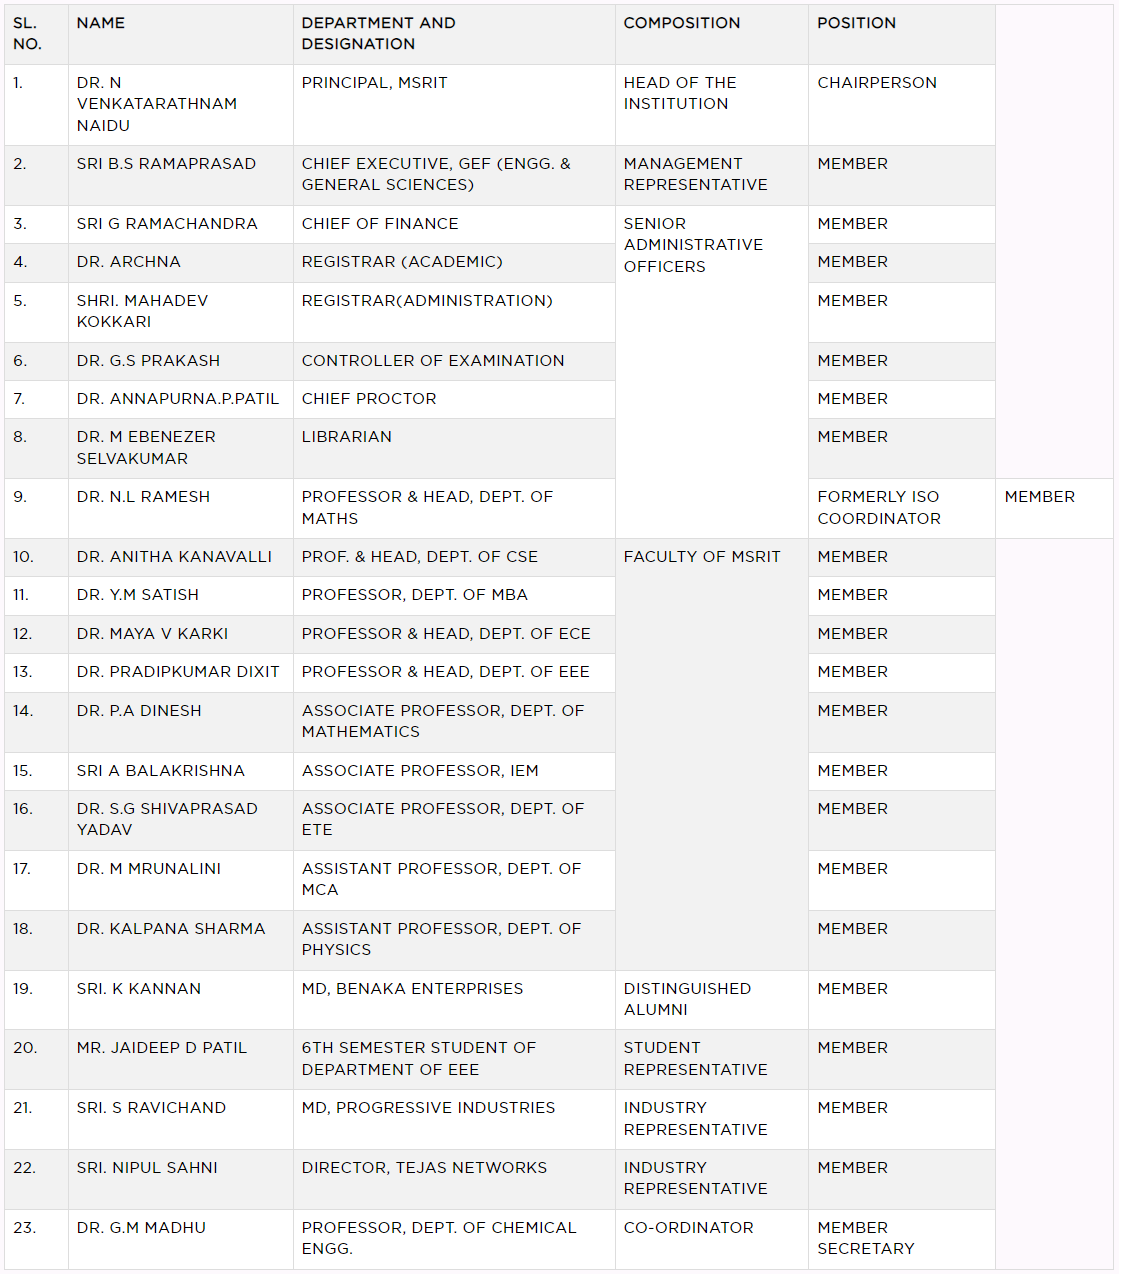 SL. NO. NAME DEPARTMENT AND DESIGNATION COMPOSITION POSITION
1. DR. N VENKATARATHNAM NAIDU PRINCIPAL, MSRIT HEAD OF THE INSTITUTION CHAIRPERSON
2. SRI B.S RAMAPRASAD CHIEF EXECUTIVE, GEF (ENGG. & GENERAL SCIENCES) MANAGEMENT REPRESENTATIVE MEMBER
3. SRI G RAMACHANDRA CHIEF OF FINANCE SENIOR ADMINISTRATIVE OFFICERS MEMBER
4. DR. ARCHNA REGISTRAR (ACADEMIC) MEMBER
5. SHRI. MAHADEV KOKKARI REGISTRAR(ADMINISTRATION) MEMBER
6. DR. G.S PRAKASH CONTROLLER OF EXAMINATION MEMBER
7. DR. ANNAPURNA.P.PATIL CHIEF PROCTOR MEMBER
8. DR. M EBENEZER SELVAKUMAR LIBRARIAN MEMBER
9. DR. N.L RAMESH PROFESSOR & HEAD, DEPT. OF MATHS FORMERLY ISO COORDINATOR MEMBER
10. DR. ANITHA KANAVALLI PROF. & HEAD, DEPT. OF CSE FACULTY OF MSRIT MEMBER
11. DR. Y.M SATISH PROFESSOR, DEPT. OF MBA MEMBER
12. DR. MAYA V KARKI PROFESSOR & HEAD, DEPT. OF ECE MEMBER
13. DR. PRADIPKUMAR DIXIT PROFESSOR & HEAD, DEPT. OF EEE MEMBER
14. DR. P.A DINESH ASSOCIATE PROFESSOR, DEPT. OF MATHEMATICS MEMBER
15. SRI A BALAKRISHNA ASSOCIATE PROFESSOR, IEM MEMBER
16. DR. S.G SHIVAPRASAD YADAV ASSOCIATE PROFESSOR, DEPT. OF ETE MEMBER
17. DR. M MRUNALINI ASSISTANT PROFESSOR, DEPT. OF MCA MEMBER
18. DR. KALPANA SHARMA ASSISTANT PROFESSOR, DEPT. OF PHYSICS MEMBER
19. SRI. K KANNAN MD, BENAKA ENTERPRISES DISTINGUISHED ALUMNI MEMBER
20. MR. JAIDEEP D PATIL 6TH SEMESTER STUDENT OF DEPARTMENT OF EEE STUDENT REPRESENTATIVE MEMBER
21. SRI. S RAVICHAND MD, PROGRESSIVE INDUSTRIES INDUSTRY REPRESENTATIVE MEMBER
22. SRI. NIPUL SAHNI DIRECTOR, TEJAS NETWORKS INDUSTRY REPRESENTATIVE MEMBER
23. DR. G.M MADHU PROFESSOR, DEPT. OF CHEMICAL ENGG. CO-ORDINATOR MEMBER SECRETARY